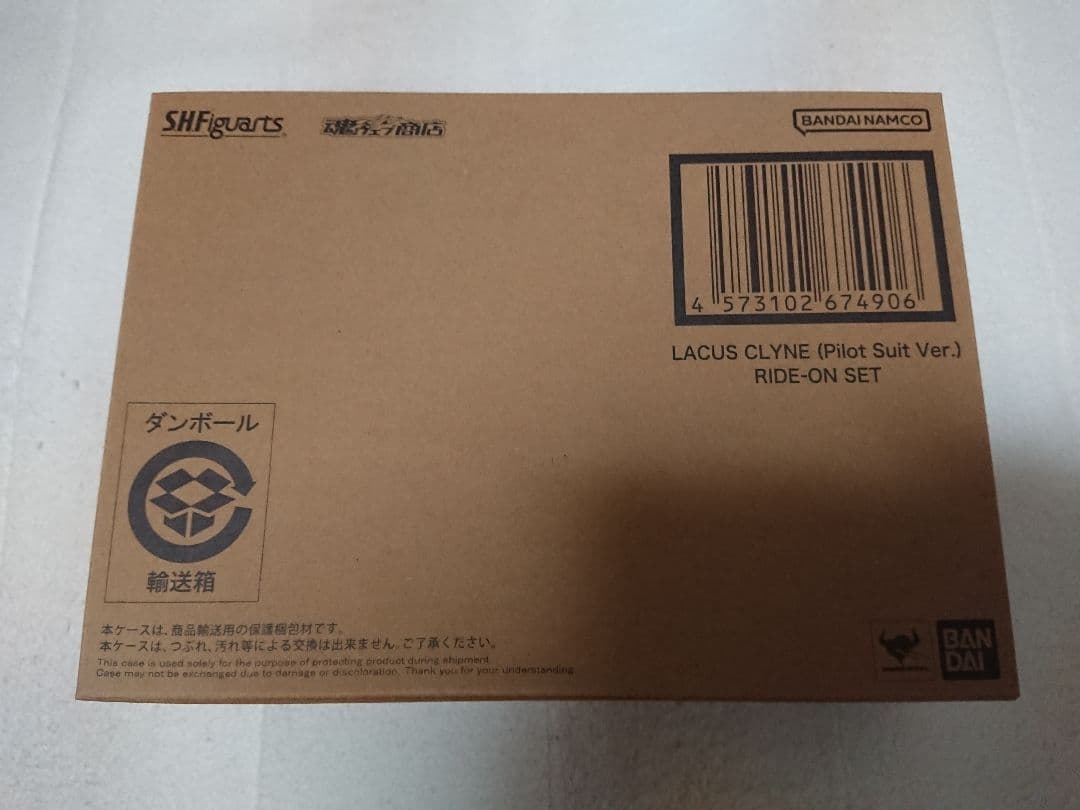 S.H.Figuarts
魂ウェブ商店
BANDAI NAMCO
4 573102 674906
LACUS CLYNE (Pilot Suit Ver.)
RIDE-ON SET
ダンボール
輸送箱
本ケースは、商品輸送用の保護梱包材です。
本ケースは、つぶれ、汚れ等による交換は出来ません。ご了承ください。
This case is used solely for the purpose of protecting product during shipment.
Case may not be exchanged due to damage or discoloration. Thank you for your understanding.
BAN
DAI